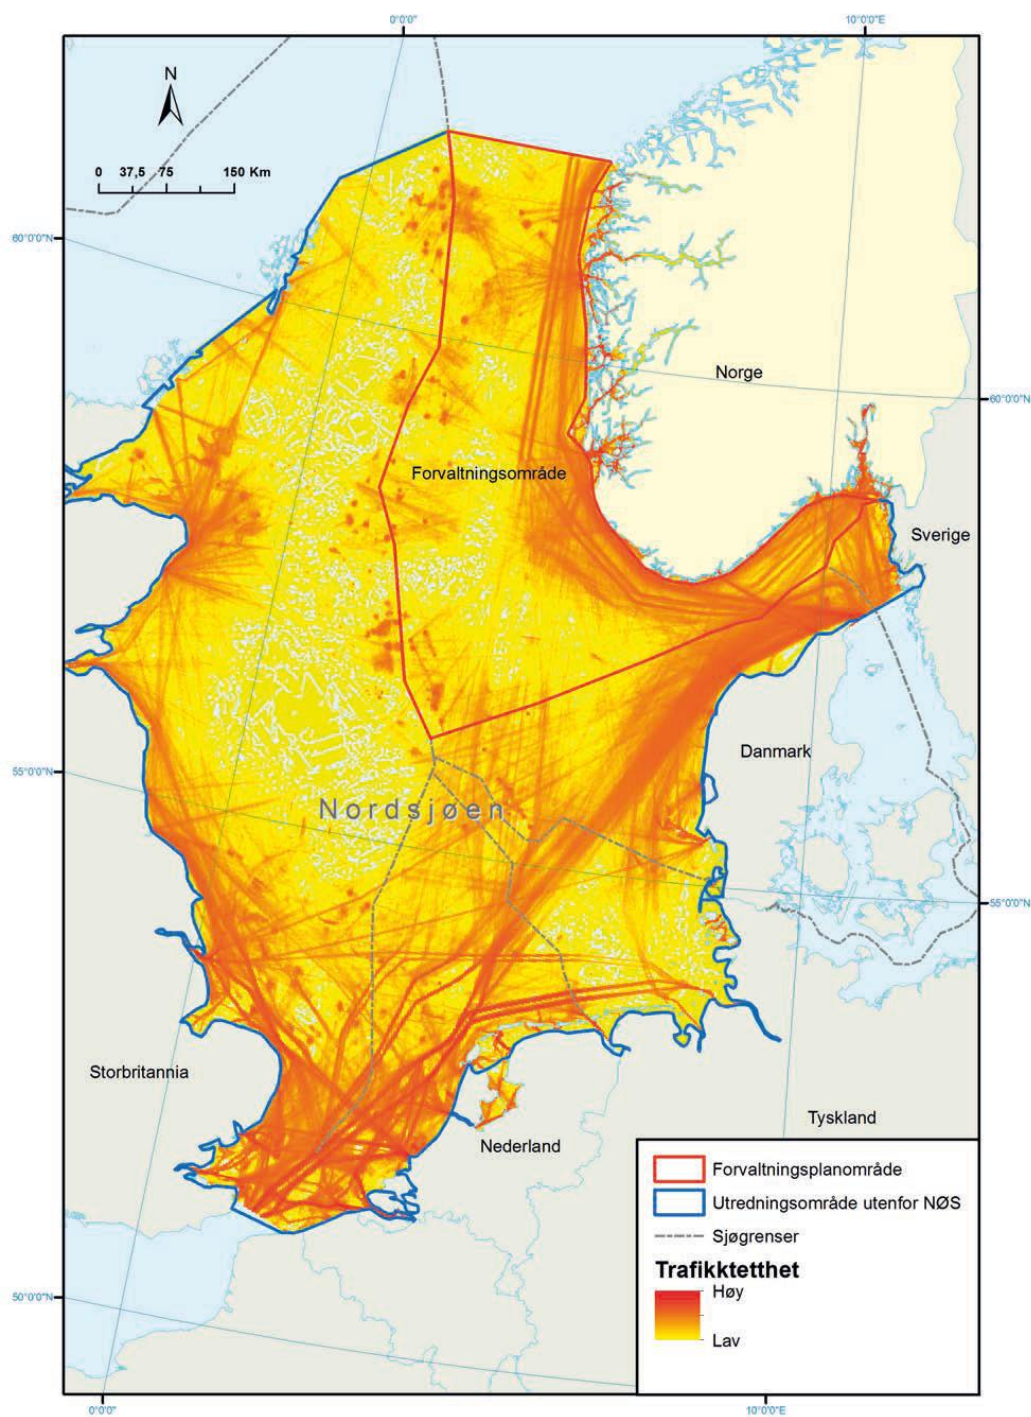 0°0'0" 10°0'0"E
N
0 37,5 75 150 Km
60°0'0"N
Norge
60°0'0"N
Forvaltningsområde
Sverige
Danmark
55°0'0"N
Nordsjøen
55°0'0"N
Storbritannia
Tyskland
Nederland
Forvaltningsplanområde
Utredningsområde utenfor NØS
Sjøgrenser
Trafikktetthet
Høy
Lav
50°0'0"N
0°0'0" 10°0'0"E